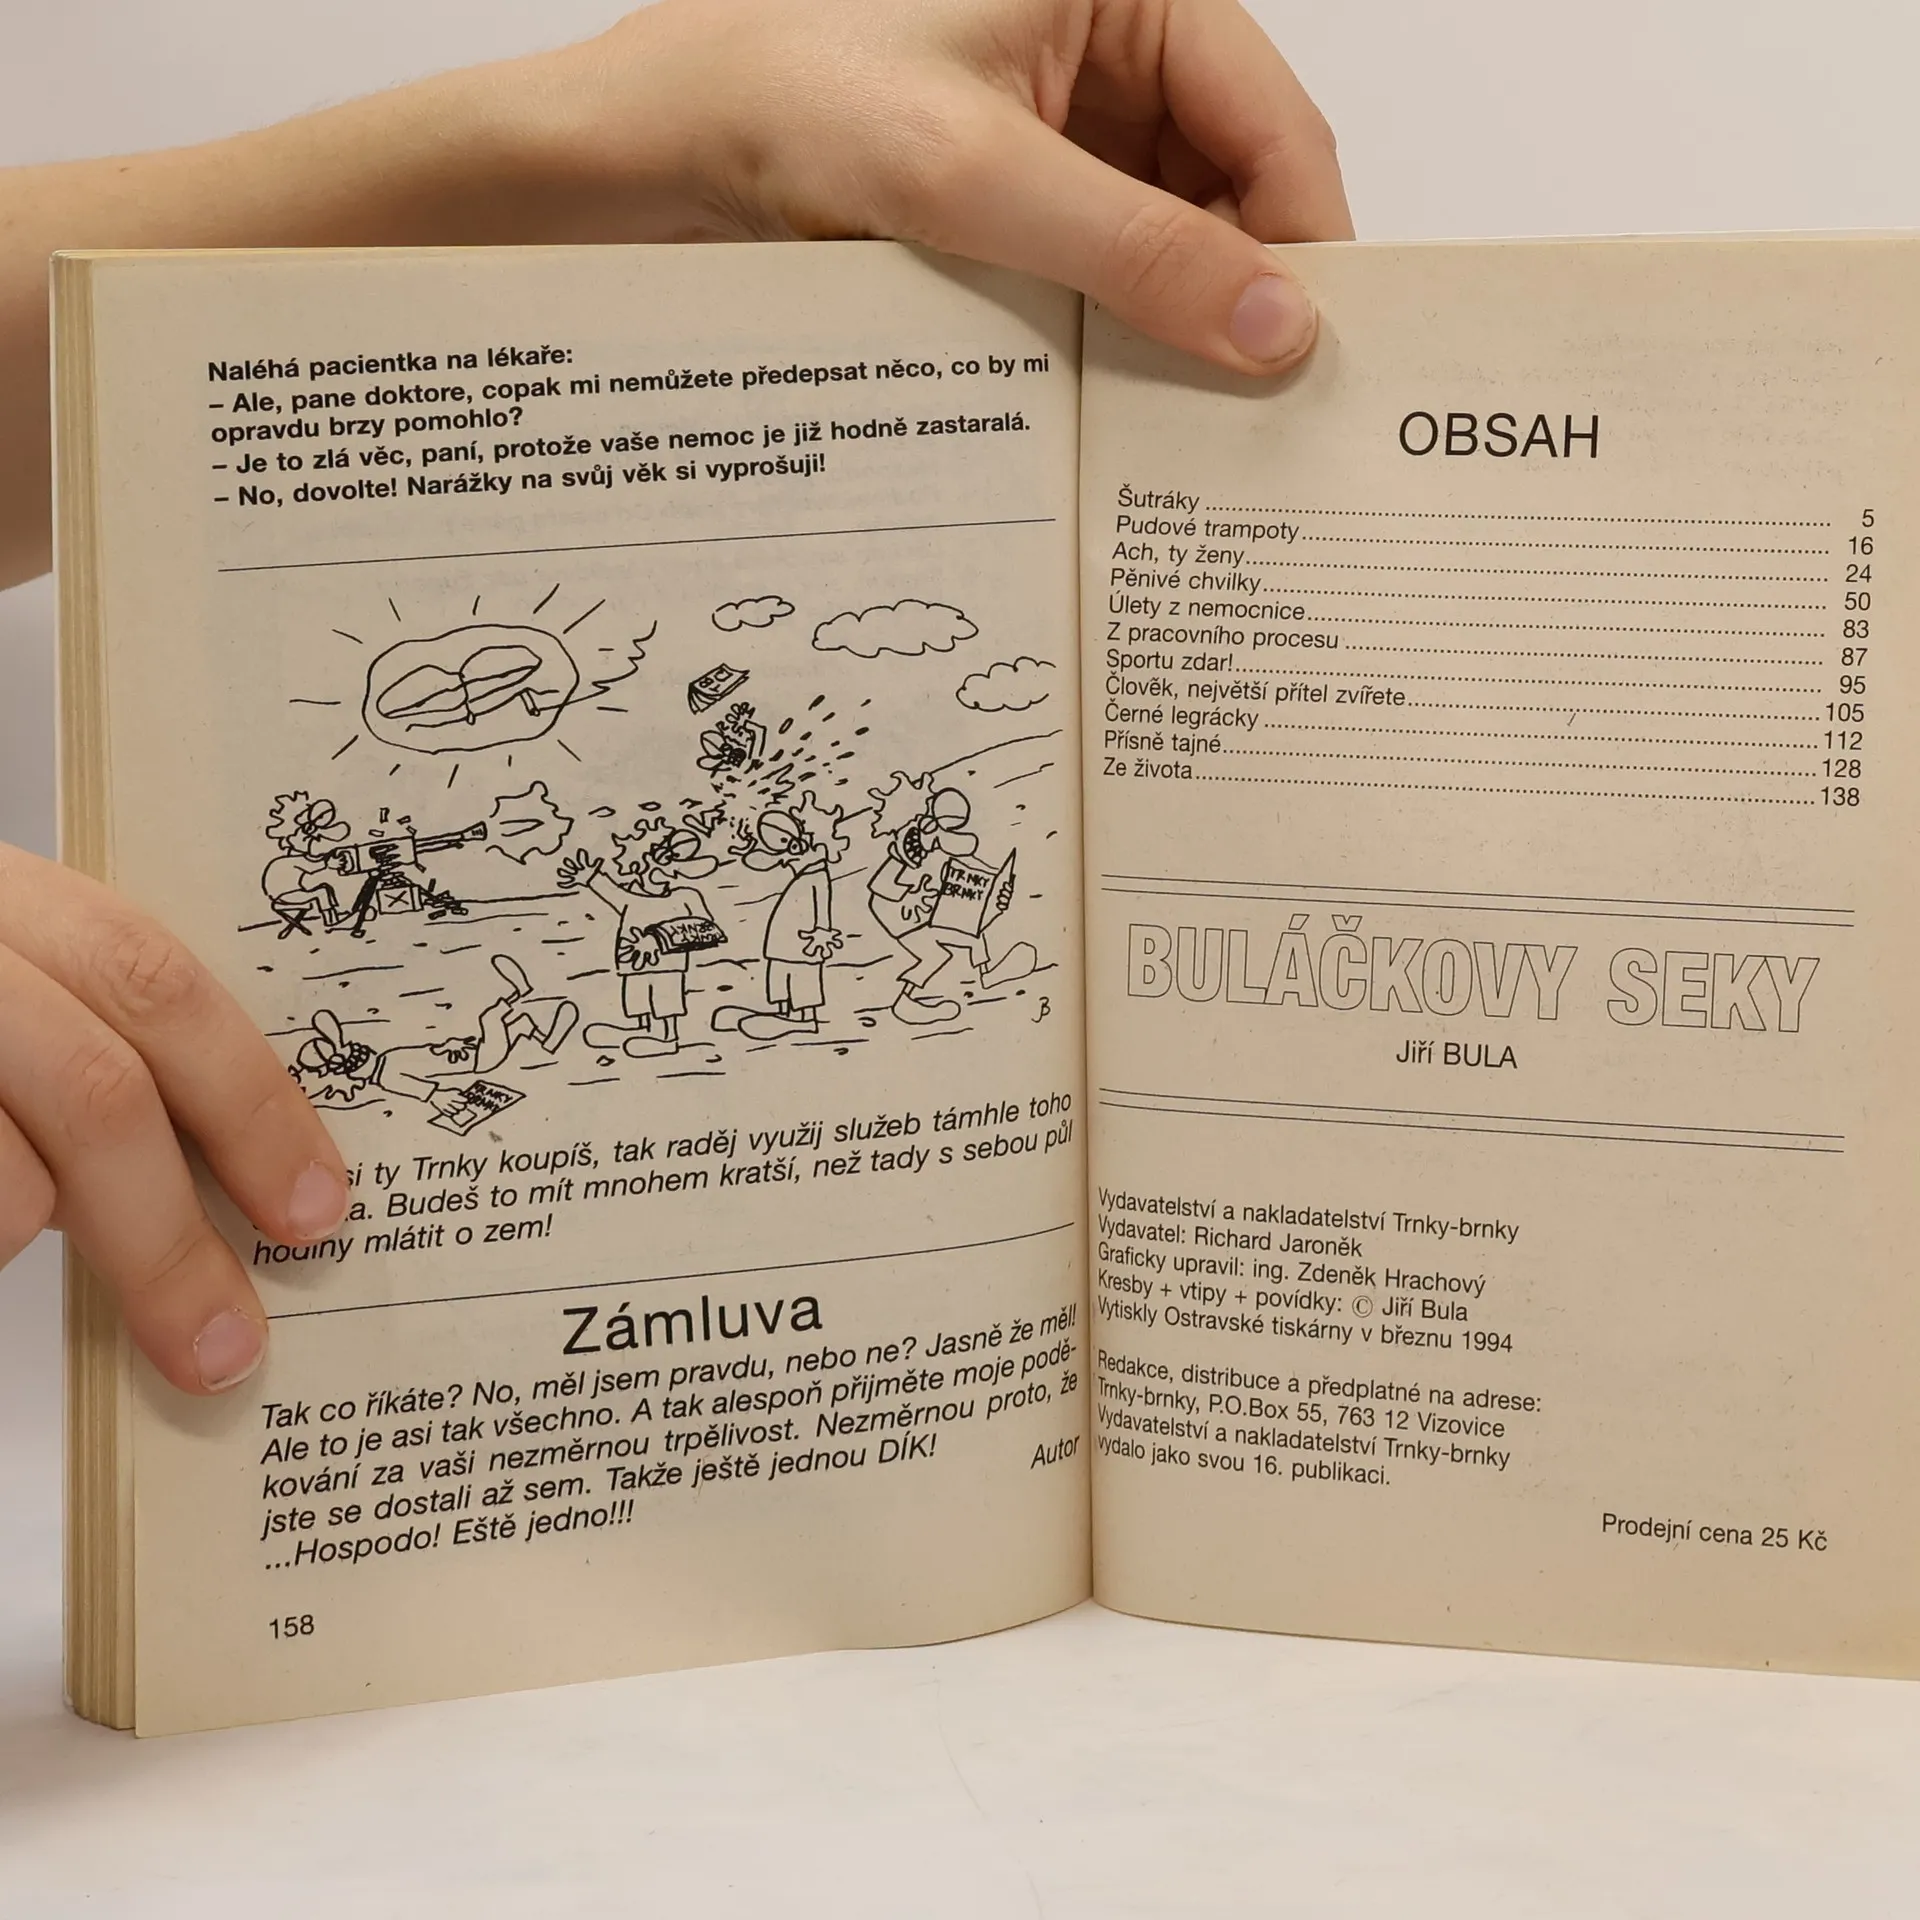 Naléhá pacientka na lékaře:
– Ale, pane doktore, copak mi nemůžete předepsat něco, co by mi
opravdu brzy pomohlo?
– Je to zlá věc, paní, protože vaše nemoc je již hodně zastaralá.
– No, dovolte! Narážky na svůj věk si vyprošuji!
TRNKY
BRNKY
TRNKY
BRNKY
si ty Trnky koupíš, tak raděj využij služeb támhle toho
Budeš to mít mnohem kratší, než tady s sebou půl
hodiny mlátit o zem!
Zámluva
Tak co říkáte? No, měl jsem pravdu, nebo ne? Jasně že měl!
Ale to je asi tak všechno. A tak alespoň přijměte moje podě-
kování za vaši nezměrnou trpělivost. Nezměrnou proto, že
jste se dostali až sem. Takže ještě jednou DÍK!
Autor
...Hospodo! Eště jedno!!!
158
OBSAH
Šutráky ........ 5
Pudové trampoty ........ 16
Ach, ty ženy ........ 24
Pěnivé chvilky ........ 50
Úlety z nemocnice ........ 83
Z pracovního procesu ........ 87
Sportu zdar! ........ 95
Člověk, největší přítel zvířete ........ 105
Černé legrácky ........ 112
Přísně tajné ........ 128
Ze života ........ 138
BULÁČKOVY SEKY
Jiří BULA
Vydavatelství a nakladatelství Trnky-brnky
Vydavatel: Richard Jaroněk
Graficky upravil: ing. Zdeněk Hrachový
Kresby + vtipy + povídky: © Jiří Bula
Vytiskly Ostravské tiskárny v březnu 1994
Redakce, distribuce a předplatné na adrese:
Trnky-brnky, P.O.Box 55, 763 12 Vizovice
Vydavatelství a nakladatelství Trnky-brnky
vydalo jako svou 16. publikaci.
Prodejní cena 25 Kč